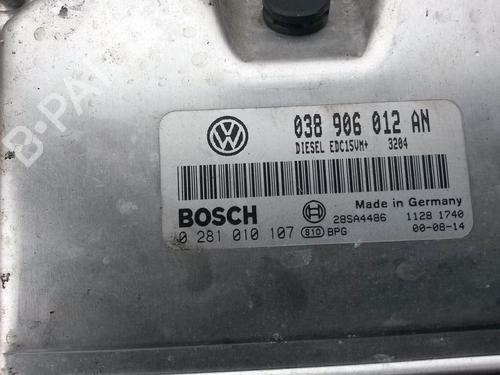 038 906 012 AN
DIESEL EDC15VM+ 3204
Made in Germany
BOSCH
28SA4486 1128 1740
0 281 010 107 810 BPG 00-08-14
B-PA